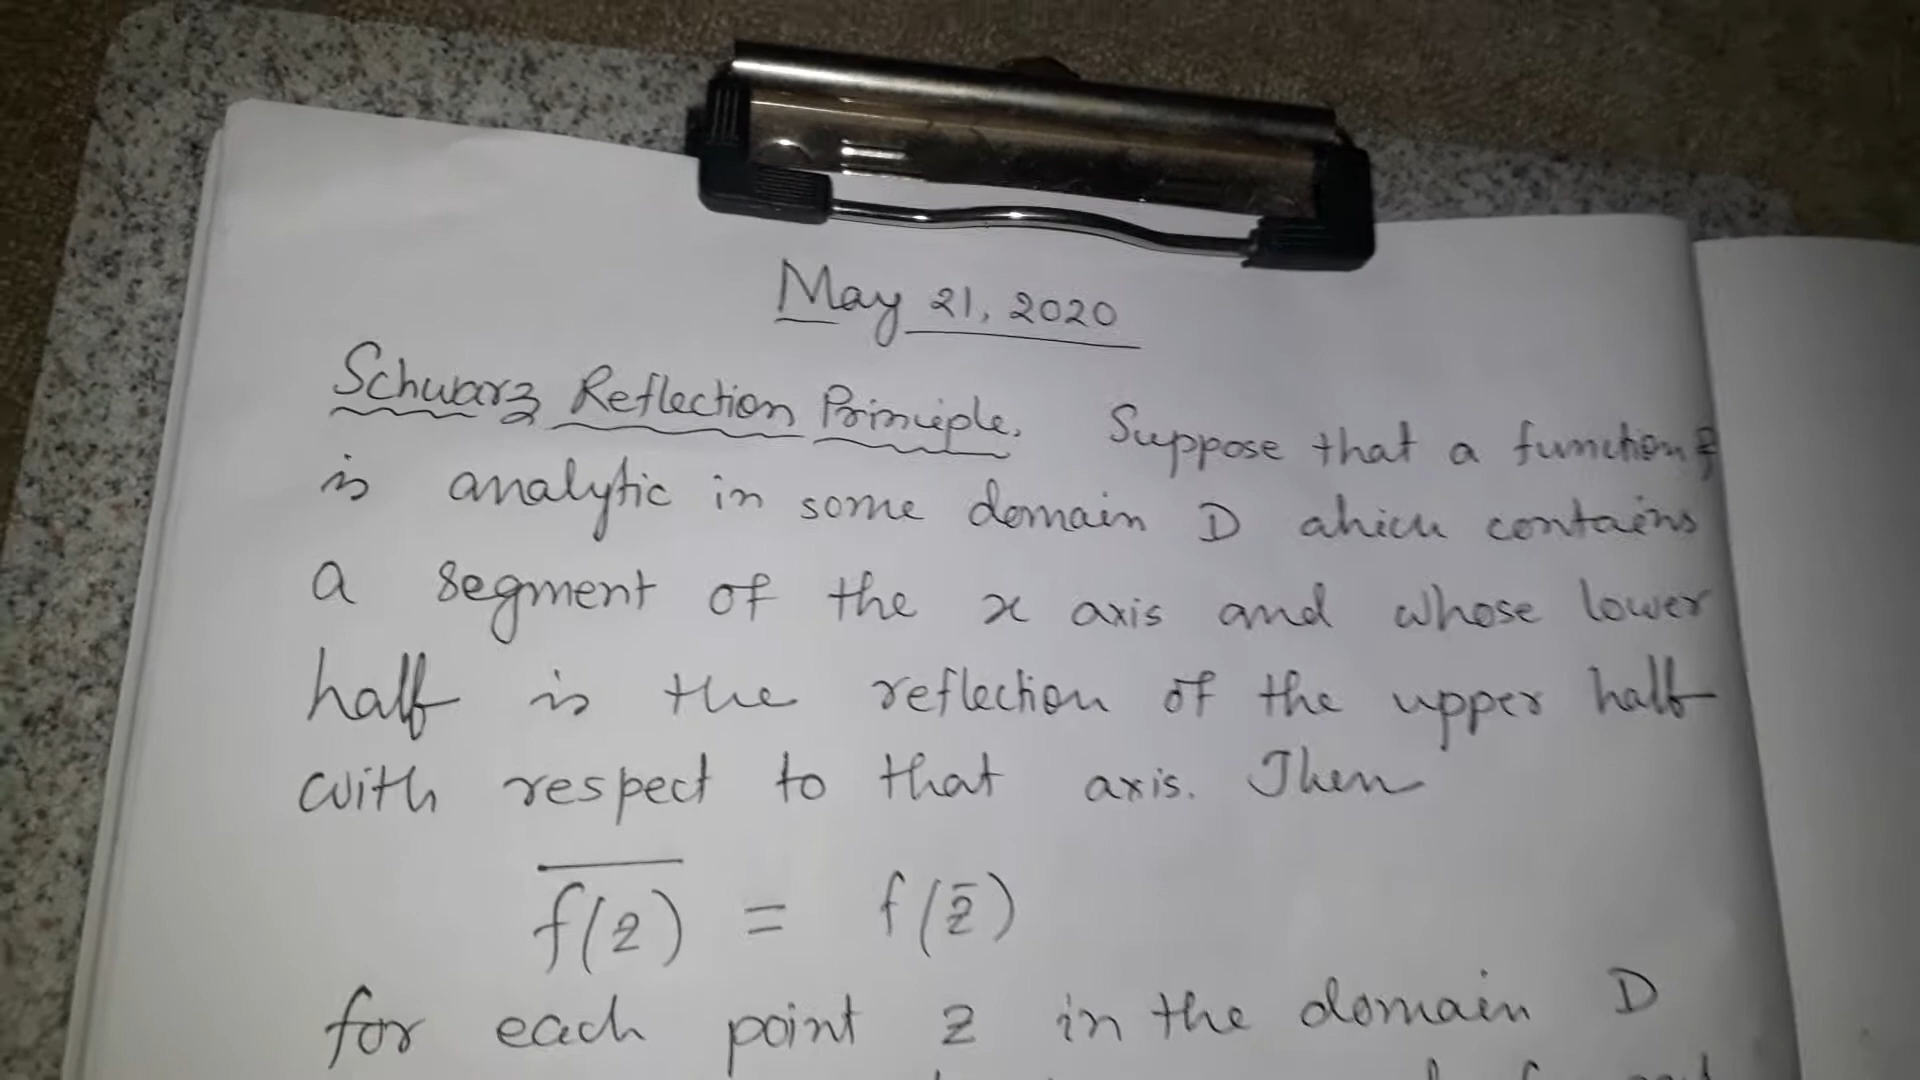 May 21, 2020
Schwarz Reflection Principle. Suppose that a function f
is analytic in some domain D which contains
a segment of the x axis and whose lower
half is the reflection of the upper half
with respect to that axis. Then
\overline{f(z)} = f(z̄)
for each point z in the domain D